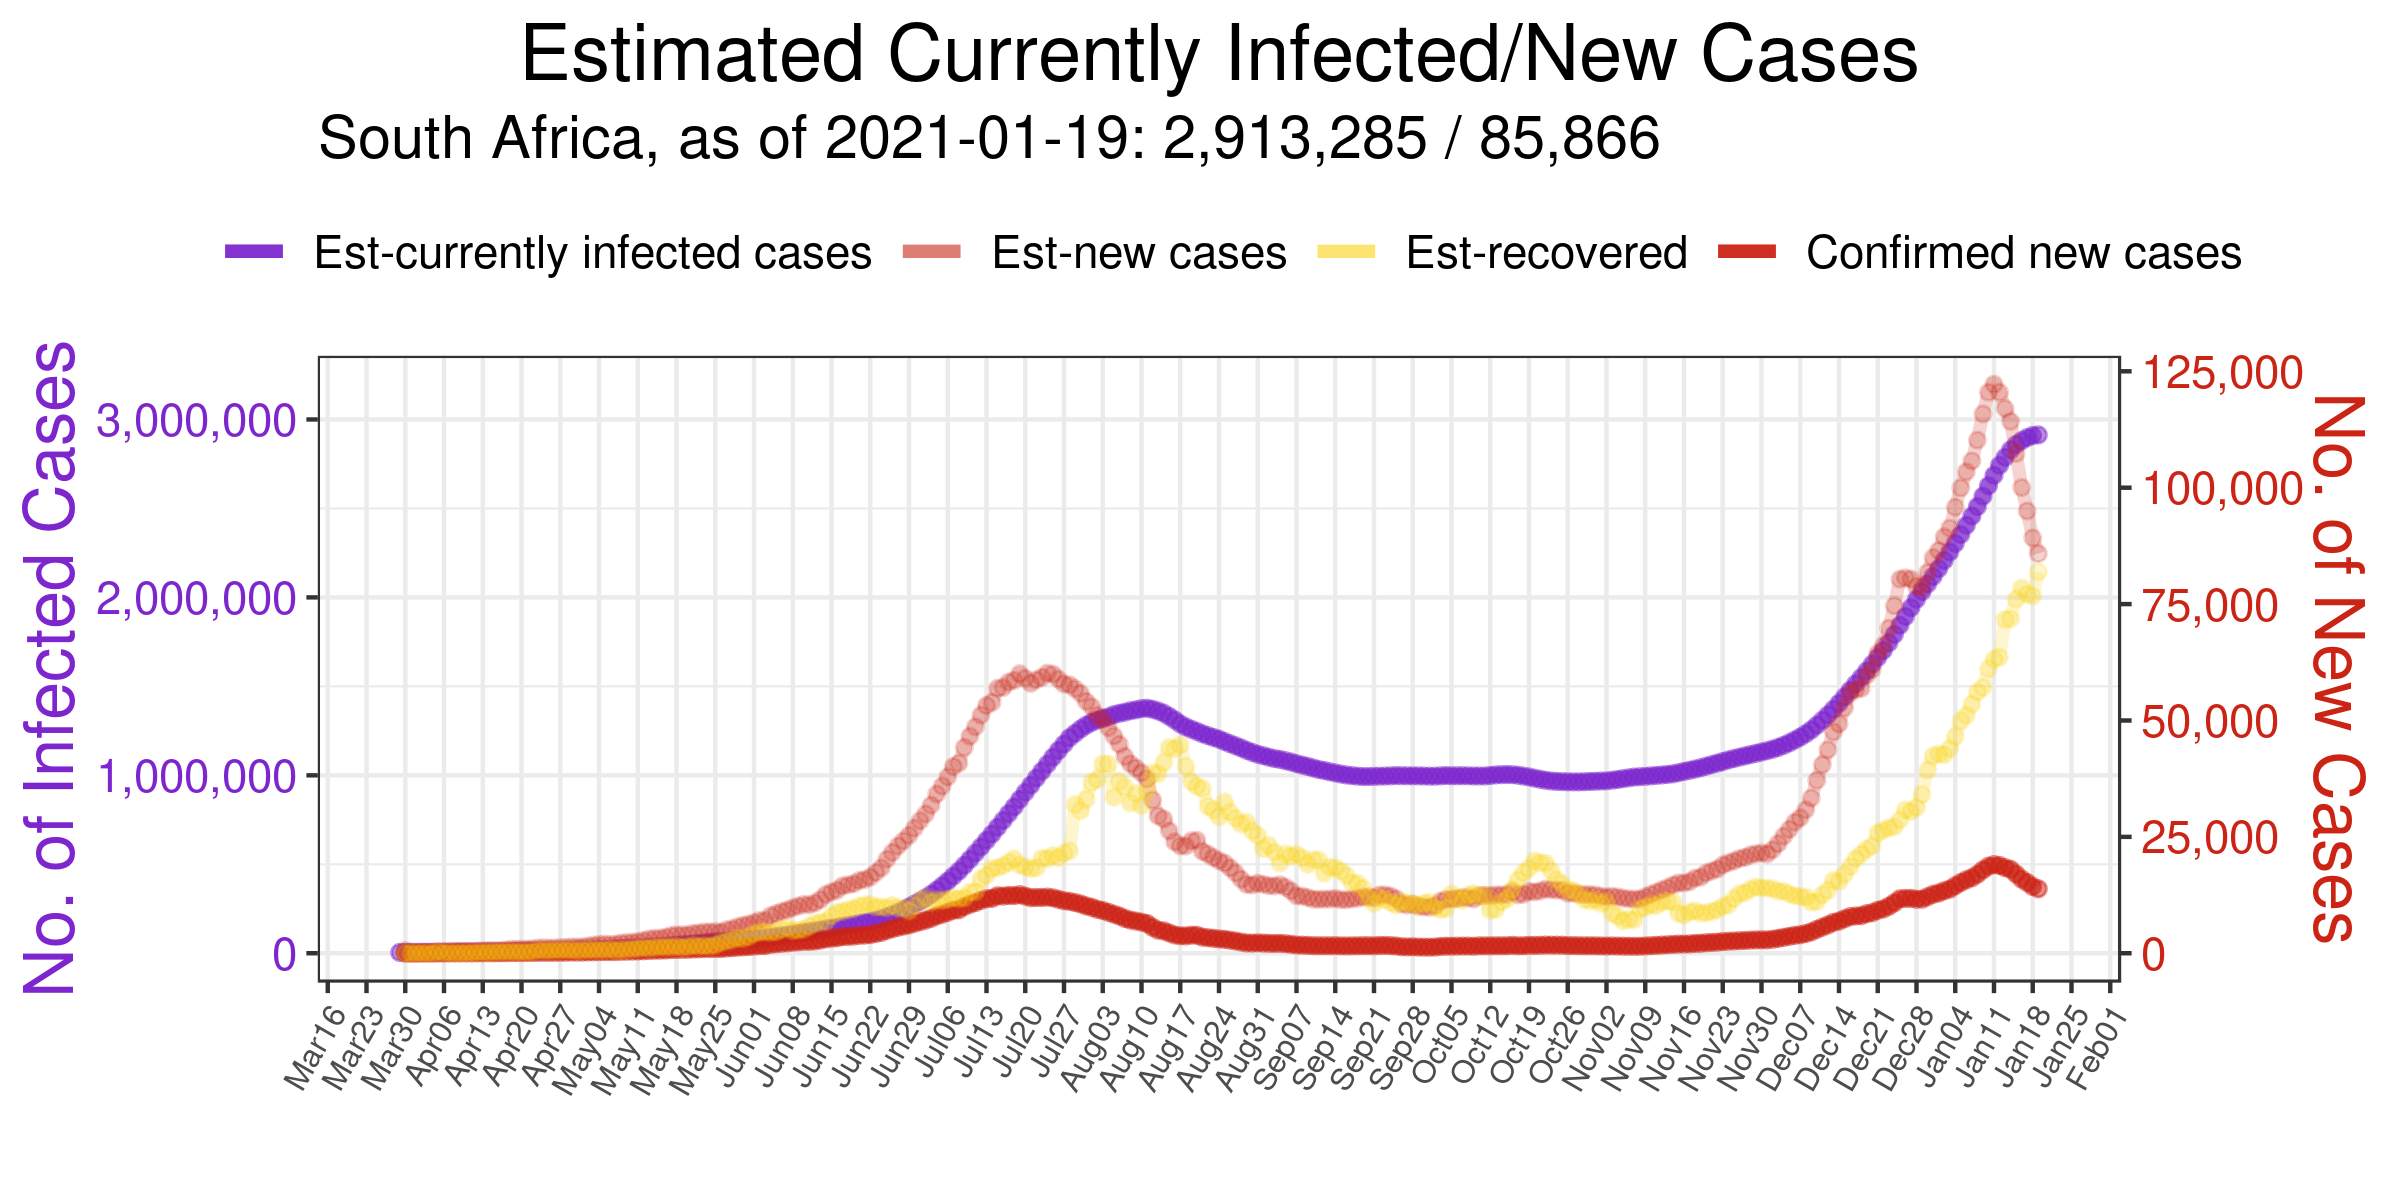 Estimated Currently Infected/New Cases
South Africa, as of 2021-01-19: 2,913,285 / 85,866
Est-currently infected cases Est-new cases Est-recovered Confirmed new cases
No. of Infected Cases
3,000,000
2,000,000
1,000,000
0
125,000
100,000
75,000
50,000
25,000
0
No. of New Cases
Mar16 Mar23 Mar30 Apr06 Apr13 Apr20 Apr27 May04 May11 May18 May25 Jun01 Jun08 Jun15 Jun22 Jun29 Jul06 Jul13 Jul20 Jul27 Aug03 Aug10 Aug17 Aug24 Aug31 Sep07 Sep14 Sep21 Sep28 Oct05 Oct12 Oct19 Oct26 Nov02 Nov09 Nov16 Nov23 Nov30 Dec07 Dec14 Dec21 Dec28 Jan04 Jan11 Jan18 Jan25 Feb01